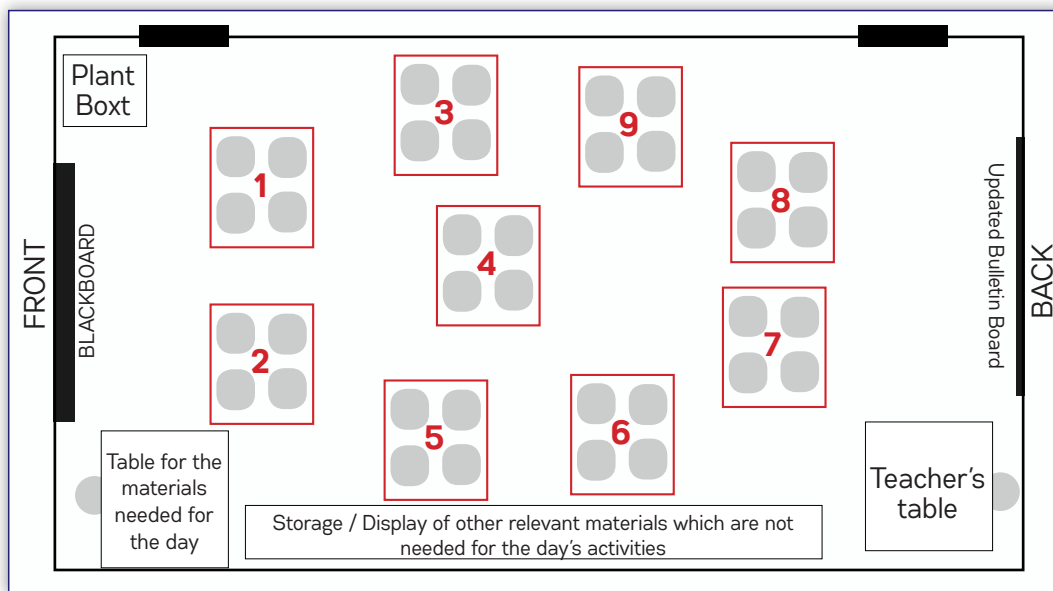 Plant
Boxt
FRONT
BLACKBOARD
1
2
3
4
5
6
7
8
9
Updated Bulletin Board
BACK
Table for the
materials
needed for
the day
Storage / Display of other relevant materials which are not
needed for the day's activities
Teacher's
table